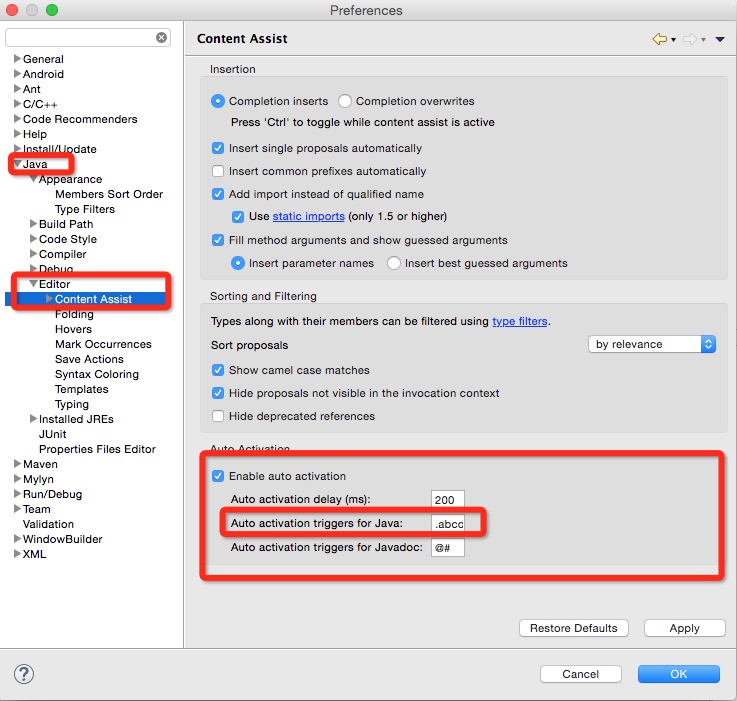 Preferences
General
Android
Ant
C/C++
Code Recommenders
Help
Install/Update
Java
Appearance
Members Sort Order
Type Filters
Build Path
Code Style
Compiler
Debug
Editor
Content Assist
Folding
Hovers
Mark Occurrences
Save Actions
Syntax Coloring
Templates
Typing
Installed JREs
JUnit
Properties Files Editor
Maven
Mylyn
Run/Debug
Team
Validation
WindowBuilder
XML
Content Assist
Insertion
Completion inserts Completion overwrites
Press 'Ctrl' to toggle while content assist is active
Insert single proposals automatically
Insert common prefixes automatically
Add import instead of qualified name
Use static imports (only 1.5 or higher)
Fill method arguments and show guessed arguments
Insert parameter names Insert best guessed arguments
Sorting and Filtering
Types along with their members can be filtered using type filters.
Sort proposals by relevance
Show camel case matches
Hide proposals not visible in the invocation context
Hide deprecated references
Auto Activation
Enable auto activation
Auto activation delay (ms): 200
Auto activation triggers for Java: .abcd
Auto activation triggers for Javadoc: @#
Restore Defaults Apply
? Cancel OK